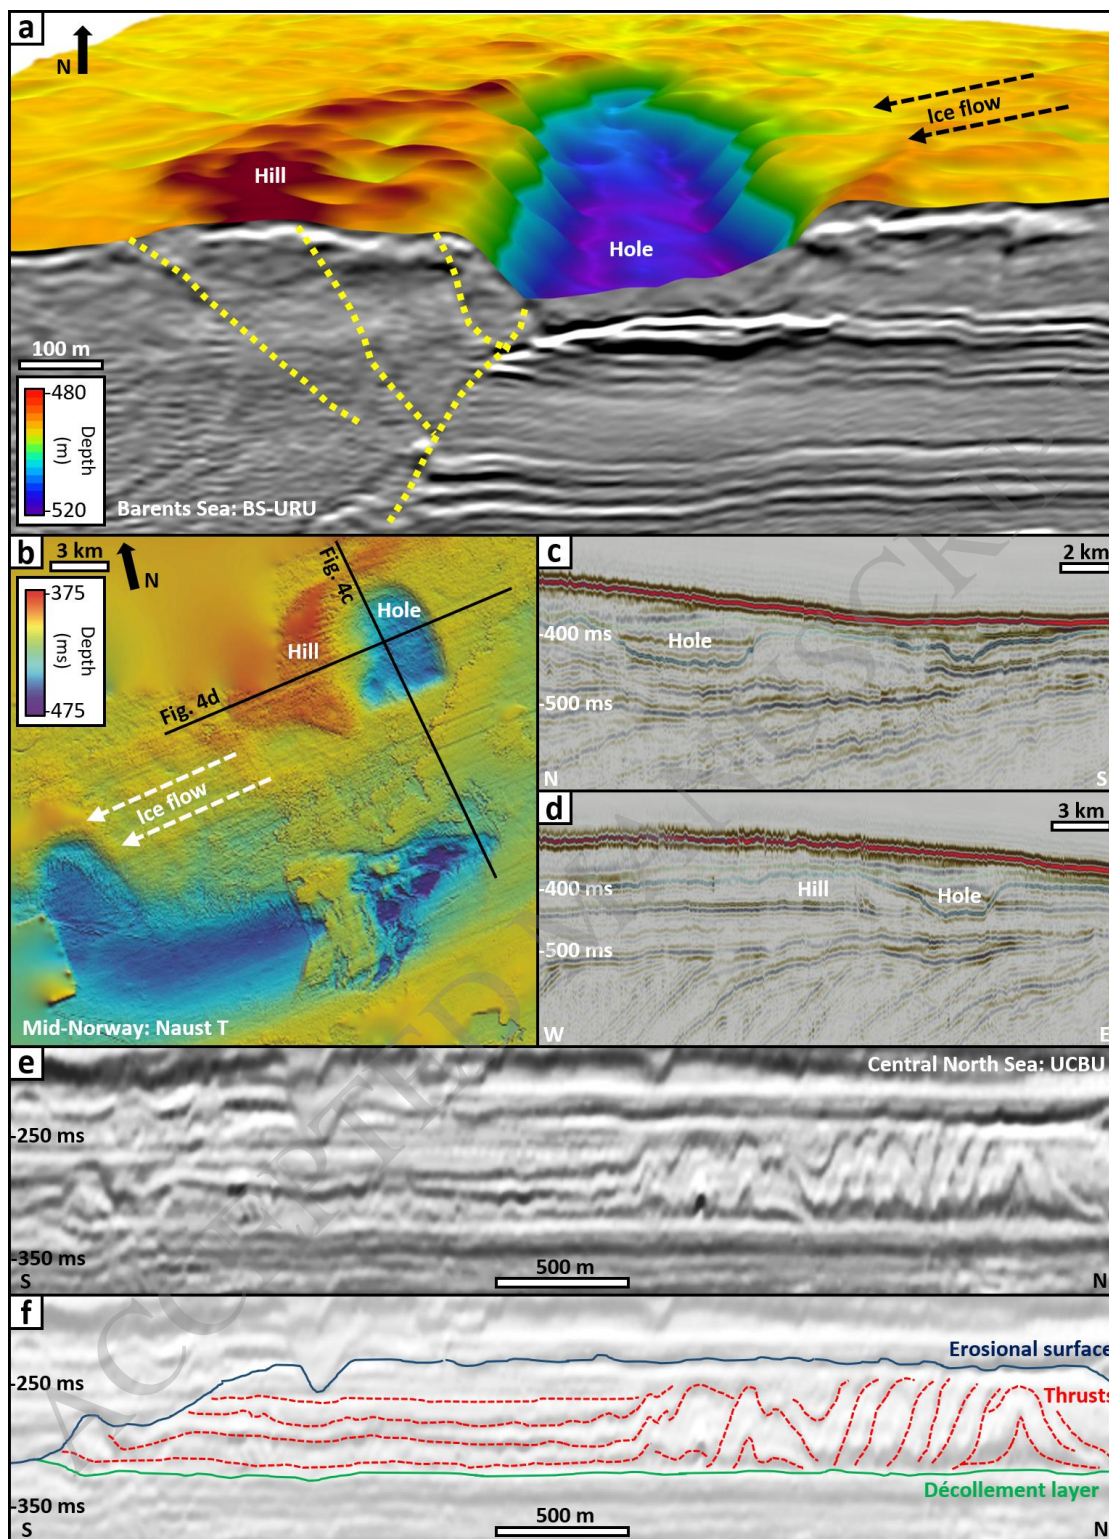 a
N
Ice flow
Hill
Hole
100 m
-480
Depth
(m)
-520
Barents Sea: BS-URU
b
3 km
N
-375
Depth
(ms)
-475
Fig. 4c
Hole
Hill
Fig. 4d
Ice flow
Mid-Norway: Naust T
c
2 km
-400 ms
Hole
-500 ms
N
S
d
3 km
-400 ms
Hill
Hole
-500 ms
W
E
e
Central North Sea: UCBU
-250 ms
-350 ms
500 m
S
N
f
Erosional surface
-250 ms
Thrusts
Décollement layer
-350 ms
500 m
S
N
ACCEPTED MANUSCRIPT